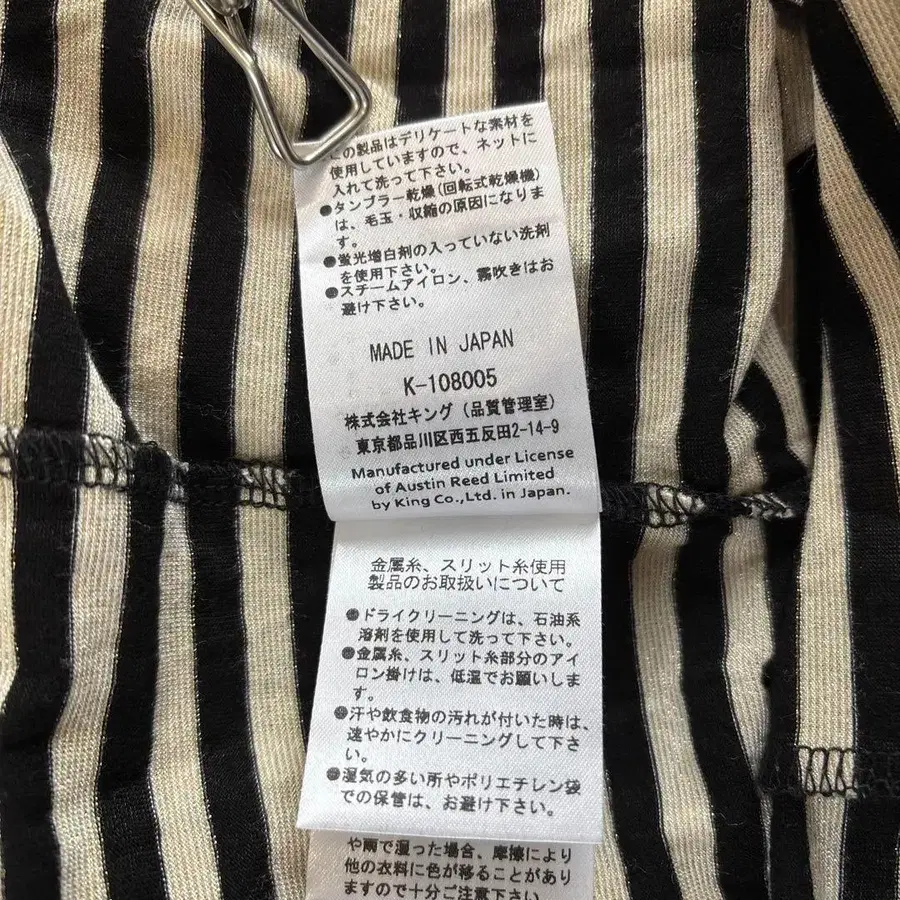 この製品はデリケートな素材を
使用していますので、ネットに
入れて洗って下さい。
●タンブラー乾燥(回転式乾燥機)
は、毛玉・収縮の原因になりま
す。
●蛍光増白剤の入っていない洗剤
を使用下さい。
●スチームアイロン、霧吹きはお
避け下さい。
MADE IN JAPAN
K-108005
株式会社キング (品質管理室)
東京都品川区西五反田2-14-9
Manufactured under License
of Austin Reed Limited
by King Co.,Ltd. in Japan.
金属糸、スリット糸使用
製品のお取扱いについて
●ドライクリーニングは、石油系
溶剤を使用して洗って下さい。
●金属糸、スリット糸部分のアイ
ロン掛けは、低温でお願いしま
す。
●汗や飲食物の汚れが付いた時は、
速やかにクリーニングして下さ
い。
●湿気の多い所やポリエチレン袋
での保管は、お避け下さい。
や雨で湿った場合、摩擦により
他の衣料に色が移ることがあり
ますので十分ご注意下さい